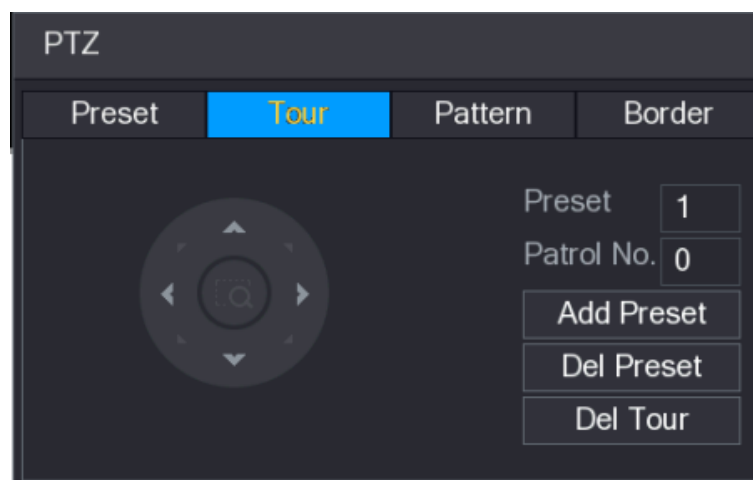 PTZ
Preset Tour Pattern Border
Preset 1
Patrol No. 0
Add Preset
Del Preset
Del Tour